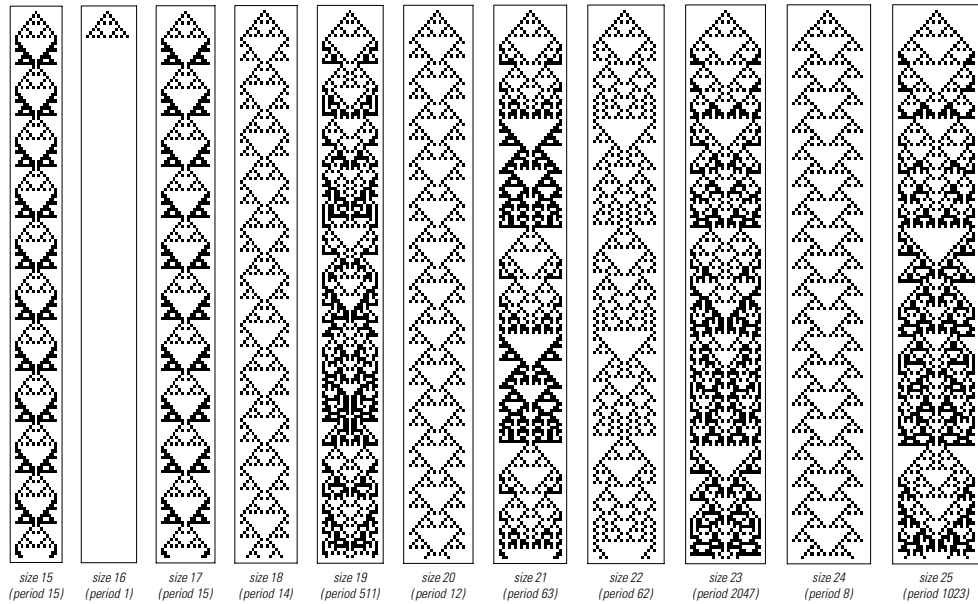 size 15 size 16 size 17 size 18 size 19 size 20 size 21 size 22 size 23 size 24 size 25
(period 15) (period 1) (period 15) (period 14) (period 511) (period 12) (period 63) (period 62) (period 2047) (period 8) (period 1023)